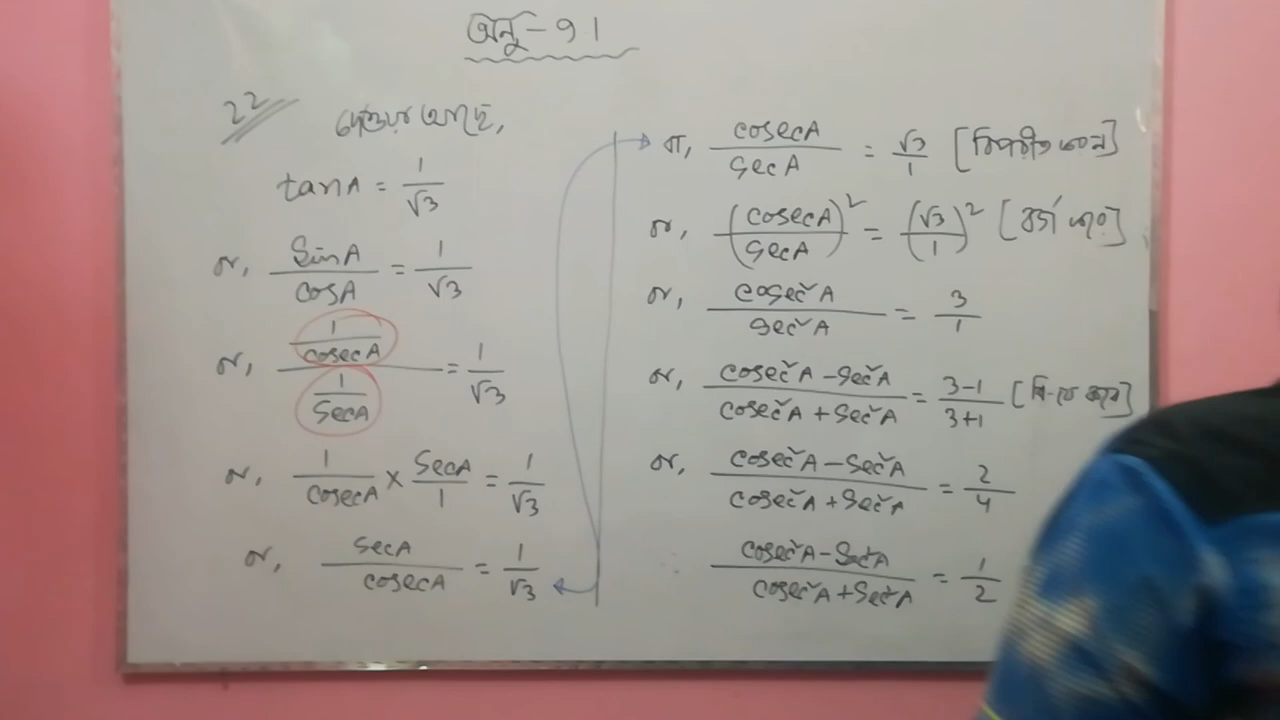 অনু - ৭।
২২
দেওয়া আছে,
tanA = 1/√3
বা, SinA/cosA = 1/√3
বা, (1/cosecA)/(1/SecA) = 1/√3
বা, 1/cosecA × SecA/1 = 1/√3
বা, SecA/cosecA = 1/√3
বা, cosecA/SecA = √3/1 [বিপরীত করন]
বা, (cosecA/SecA)² = (√3/1)² [বর্গ করে]
বা, cosec²A/sec²A = 3/1
বা, cosec²A - Sec²A/cosec²A + Sec²A = 3-1/3+1 [বি-যো করে]
বা, cosec²A - Sec²A/cosec²A + Sec²A = 2/4
cosec²A - Sec²A/cosec²A + Sec²A = 1/2